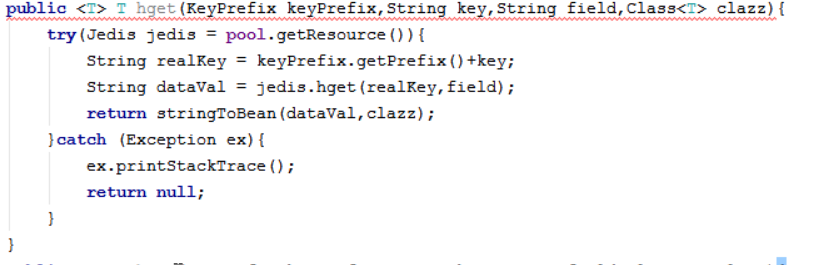 public <T> T hget(KeyPrefix keyPrefix,String key,String field,Class<T> clazz){
    try(Jedis jedis = pool.getResource()){
        String realKey = keyPrefix.getPrefix()+key;
        String dataVal = jedis.hget(realKey,field);
        return stringToBean(dataVal,clazz);
    }catch (Exception ex){
        ex.printStackTrace();
        return null;
    }
}